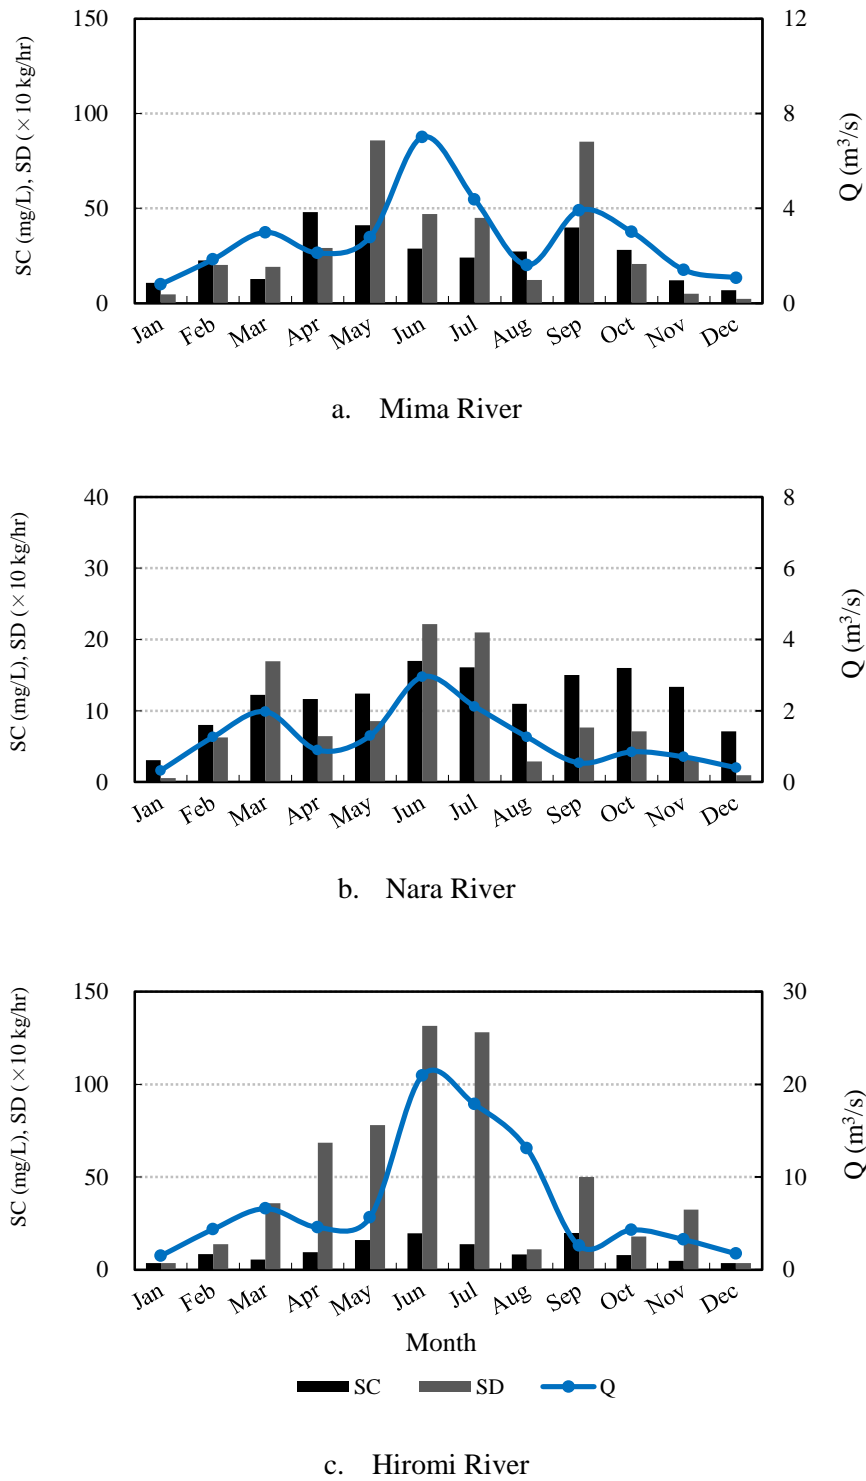 150 12
100 8
50 4
0 0
SC (mg/L), SD (×10 kg/hr)
Q (m³/s)
Jan Feb Mar Apr May Jun Jul Aug Sep Oct Nov Dec
a. Mima River
40 8
30 6
20 4
10 2
0 0
SC (mg/L), SD (×10 kg/hr)
Q (m³/s)
Jan Feb Mar Apr May Jun Jul Aug Sep Oct Nov Dec
b. Nara River
150 30
100 20
50 10
0 0
SC (mg/L), SD (×10 kg/hr)
Q (m³/s)
Jan Feb Mar Apr May Jun Jul Aug Sep Oct Nov Dec
Month
SC SD Q
c. Hiromi River